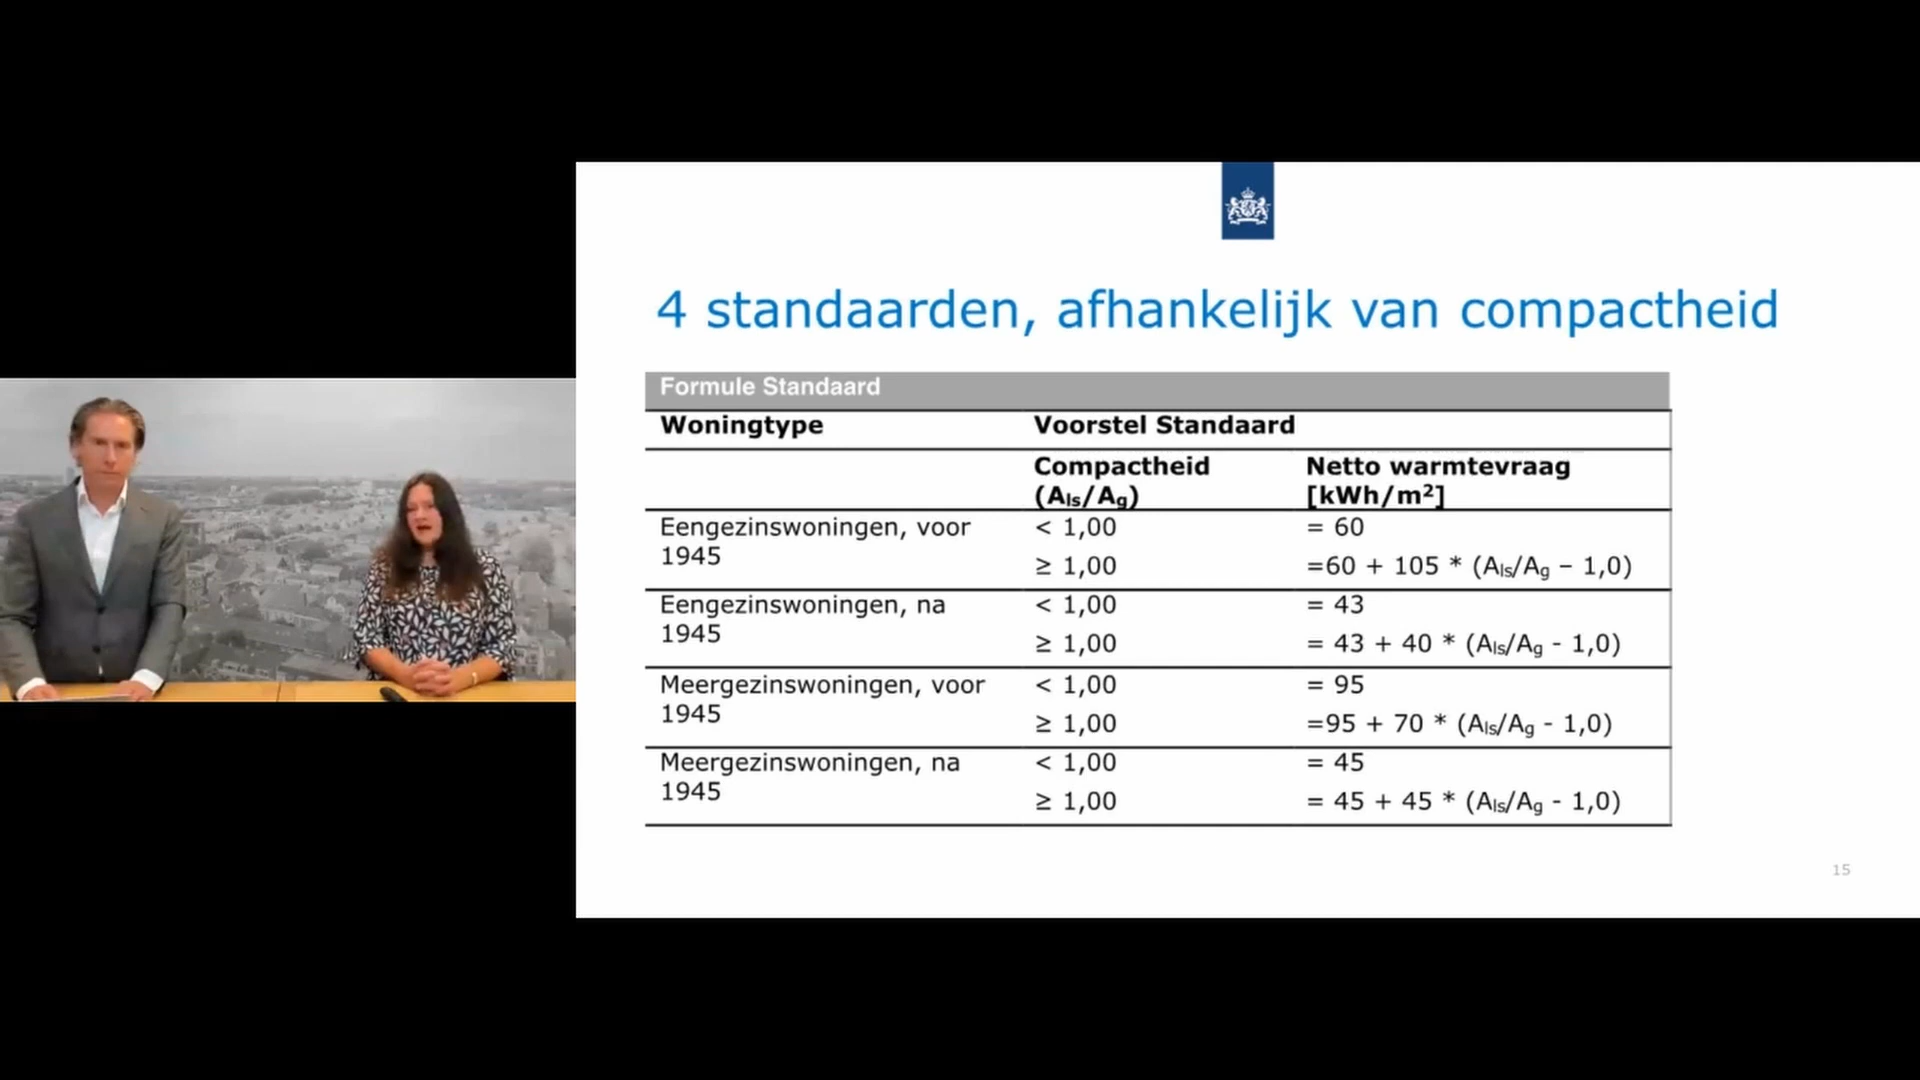 4 standaarden, afhankelijk van compactheid
Formule Standaard
Woningtype Voorstel Standaard
Compactheid (Als/Ag) Netto warmtevraag [kWh/m²]
Eengezinswoningen, voor 1945
< 1,00 = 60
≥ 1,00 =60 + 105 * (Als/Ag – 1,0)
Eengezinswoningen, na 1945
< 1,00 = 43
≥ 1,00 = 43 + 40 * (Als/Ag - 1,0)
Meergezinswoningen, voor 1945
< 1,00 = 95
≥ 1,00 =95 + 70 * (Als/Ag - 1,0)
Meergezinswoningen, na 1945
< 1,00 = 45
≥ 1,00 = 45 + 45 * (Als/Ag - 1,0)
15